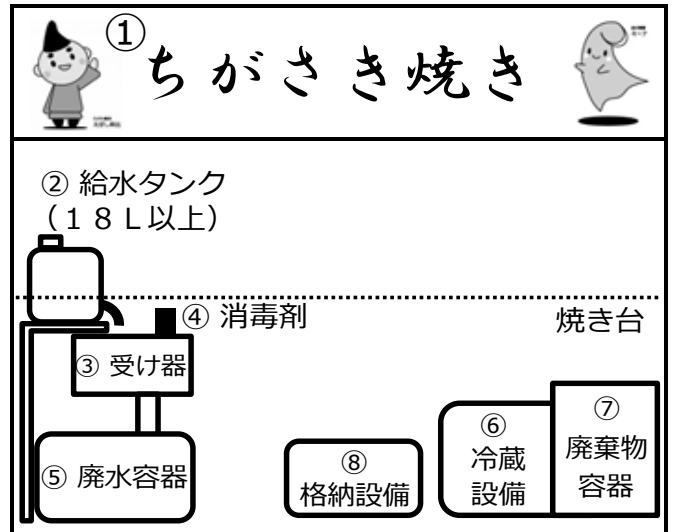 ①
ちがさき焼き
② 給水タンク
（１８Ｌ以上）
④ 消毒剤
焼き台
③ 受け器
⑤ 廃水容器
⑧
格納設備
⑥
冷蔵
設備
⑦
廃棄物
容器